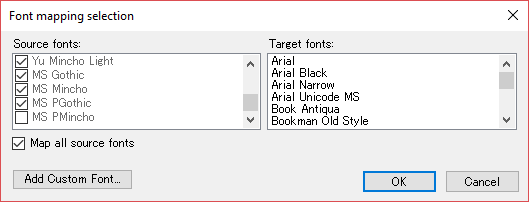 Font mapping selection
Source fonts:
Yu Mincho Light
MS Gothic
MS Mincho
MS PGothic
MS PMincho
Map all source fonts
Target fonts:
Arial
Arial Black
Arial Narrow
Arial Unicode MS
Book Antiqua
Bookman Old Style
Add Custom Font...
OK
Cancel